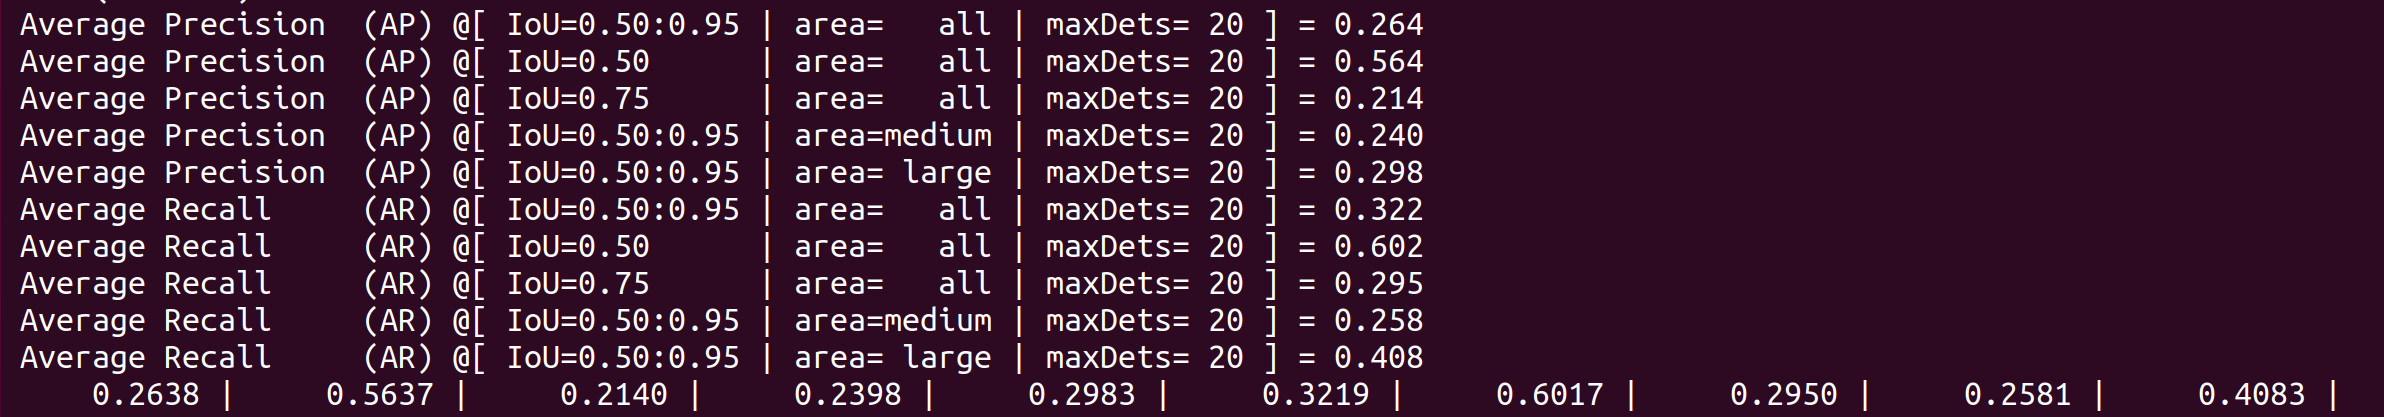 Average Precision  (AP) @[ IoU=0.50:0.95 | area=   all | maxDets= 20 ] = 0.264
Average Precision  (AP) @[ IoU=0.50      | area=   all | maxDets= 20 ] = 0.564
Average Precision  (AP) @[ IoU=0.75      | area=   all | maxDets= 20 ] = 0.214
Average Precision  (AP) @[ IoU=0.50:0.95 | area=medium | maxDets= 20 ] = 0.240
Average Precision  (AP) @[ IoU=0.50:0.95 | area= large | maxDets= 20 ] = 0.298
Average Recall     (AR) @[ IoU=0.50:0.95 | area=   all | maxDets= 20 ] = 0.322
Average Recall     (AR) @[ IoU=0.50      | area=   all | maxDets= 20 ] = 0.602
Average Recall     (AR) @[ IoU=0.75      | area=   all | maxDets= 20 ] = 0.295
Average Recall     (AR) @[ IoU=0.50:0.95 | area=medium | maxDets= 20 ] = 0.258
Average Recall     (AR) @[ IoU=0.50:0.95 | area= large | maxDets= 20 ] = 0.408
    0.2638 |     0.5637 |     0.2140 |     0.2398 |     0.2983 |     0.3219 |     0.6017 |     0.2950 |     0.2581 |     0.4083 |